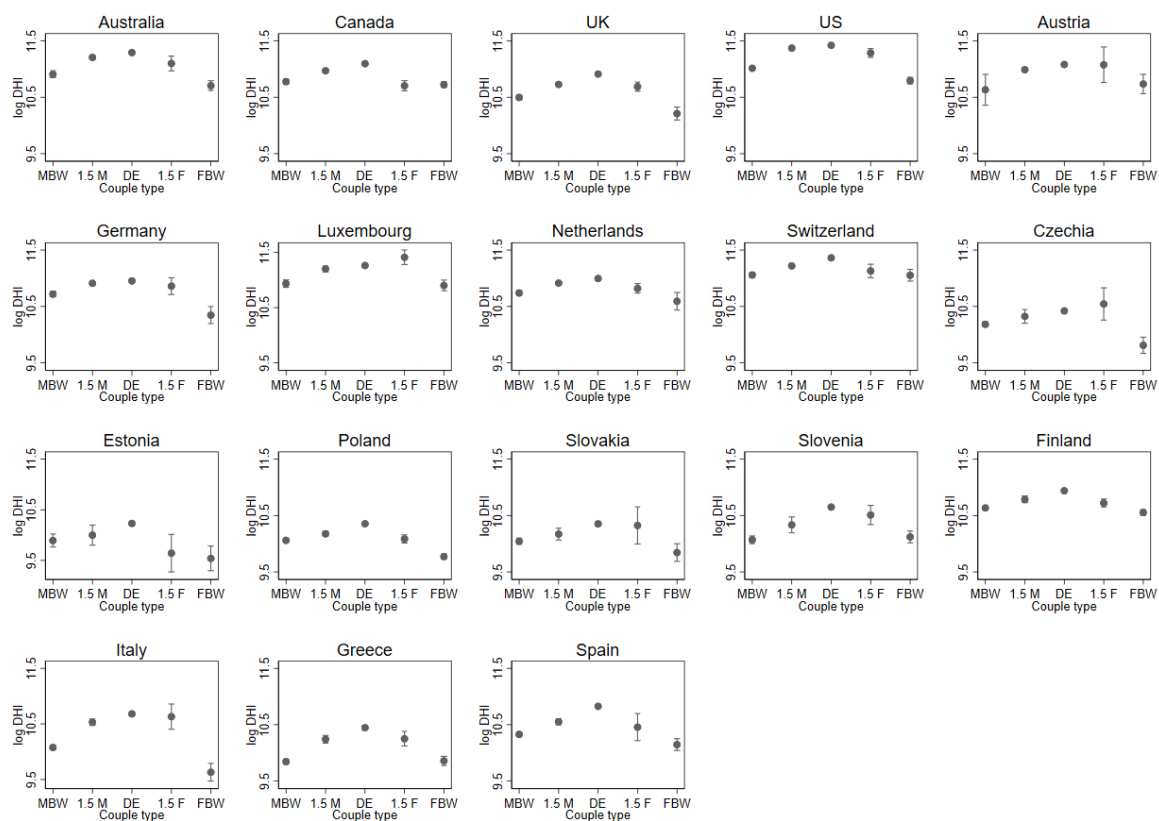 Australia
log DHI
11.5
10.5
9.5
MBW 1.5 M DE 1.5 F FBW
Couple type
Canada
log DHI
11.5
10.5
9.5
MBW 1.5 M DE 1.5 F FBW
Couple type
UK
log DHI
11.5
10.5
9.5
MBW 1.5 M DE 1.5 F FBW
Couple type
US
log DHI
11.5
10.5
9.5
MBW 1.5 M DE 1.5 F FBW
Couple type
Austria
log DHI
11.5
10.5
9.5
MBW 1.5 M DE 1.5 F FBW
Couple type
Germany
log DHI
11.5
10.5
9.5
MBW 1.5 M DE 1.5 F FBW
Couple type
Luxembourg
log DHI
11.5
10.5
9.5
MBW 1.5 M DE 1.5 F FBW
Couple type
Netherlands
log DHI
11.5
10.5
9.5
MBW 1.5 M DE 1.5 F FBW
Couple type
Switzerland
log DHI
11.5
10.5
9.5
MBW 1.5 M DE 1.5 F FBW
Couple type
Czechia
log DHI
11.5
10.5
9.5
MBW 1.5 M DE 1.5 F FBW
Couple type
Estonia
log DHI
11.5
10.5
9.5
MBW 1.5 M DE 1.5 F FBW
Couple type
Poland
log DHI
11.5
10.5
9.5
MBW 1.5 M DE 1.5 F FBW
Couple type
Slovakia
log DHI
11.5
10.5
9.5
MBW 1.5 M DE 1.5 F FBW
Couple type
Slovenia
log DHI
11.5
10.5
9.5
MBW 1.5 M DE 1.5 F FBW
Couple type
Finland
log DHI
11.5
10.5
9.5
MBW 1.5 M DE 1.5 F FBW
Couple type
Italy
log DHI
11.5
10.5
9.5
MBW 1.5 M DE 1.5 F FBW
Couple type
Greece
log DHI
11.5
10.5
9.5
MBW 1.5 M DE 1.5 F FBW
Couple type
Spain
log DHI
11.5
10.5
9.5
MBW 1.5 M DE 1.5 F FBW
Couple type